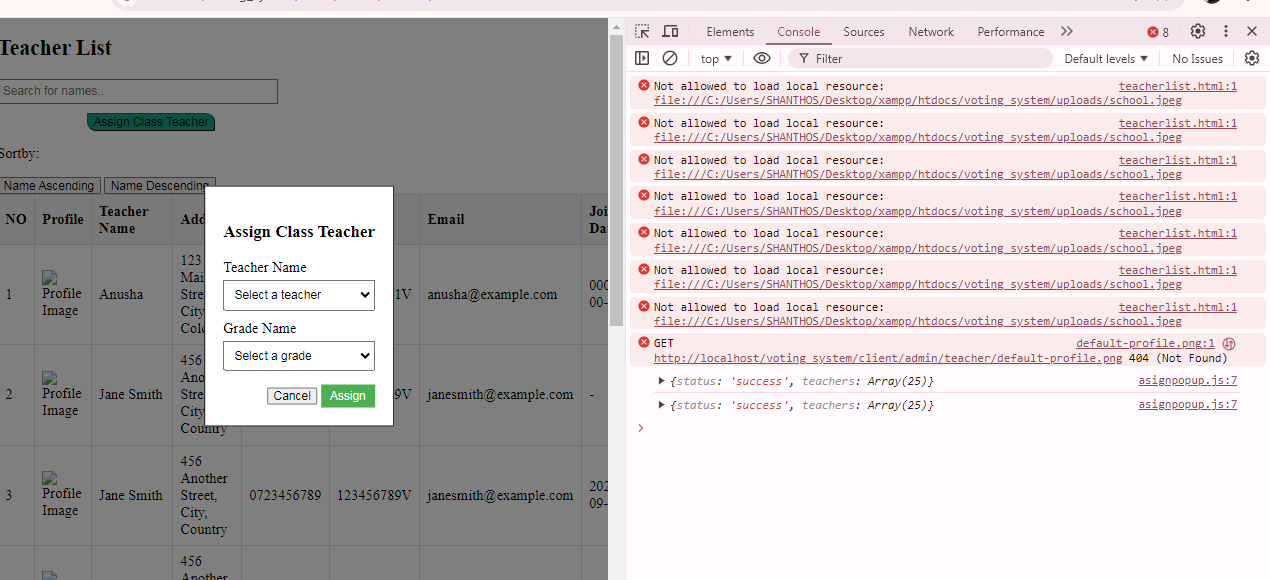 Teacher List
Search for names..
Assign Class Teacher
Sortby:
Name Ascending Name Descending
NO Profile Teacher Name Add Email Joi Da
1 Profile Image Anusha 123 Mai Stre City Col 1V anusha@example.com 000 00-
2 Profile Image Jane Smith 456 Ano Stre City Country 9V janesmith@example.com -
3 Profile Image Jane Smith 456 Another Street, City, Country 0723456789 123456789V janesmith@example.com 202 09-
456
Another
Assign Class Teacher
Teacher Name
Select a teacher
Grade Name
Select a grade
Cancel Assign
Elements Console Sources Network Performance 8
top Filter Default levels No Issues
Not allowed to load local resource: teacherlist.html:1
file:///C:/Users/SHANTHOS/Desktop/xampp/htdocs/voting_system/uploads/school.jpeg
Not allowed to load local resource: teacherlist.html:1
file:///C:/Users/SHANTHOS/Desktop/xampp/htdocs/voting_system/uploads/school.jpeg
Not allowed to load local resource: teacherlist.html:1
file:///C:/Users/SHANTHOS/Desktop/xampp/htdocs/voting_system/uploads/school.jpeg
Not allowed to load local resource: teacherlist.html:1
file:///C:/Users/SHANTHOS/Desktop/xampp/htdocs/voting_system/uploads/school.jpeg
Not allowed to load local resource: teacherlist.html:1
file:///C:/Users/SHANTHOS/Desktop/xampp/htdocs/voting_system/uploads/school.jpeg
Not allowed to load local resource: teacherlist.html:1
file:///C:/Users/SHANTHOS/Desktop/xampp/htdocs/voting_system/uploads/school.jpeg
Not allowed to load local resource: teacherlist.html:1
file:///C:/Users/SHANTHOS/Desktop/xampp/htdocs/voting_system/uploads/school.jpeg
GET default-profile.png:1
http://localhost/voting_system/client/admin/teacher/default-profile.png 404 (Not Found)
{status: 'success', teachers: Array(25)} asignpopup.js:7
{status: 'success', teachers: Array(25)} asignpopup.js:7